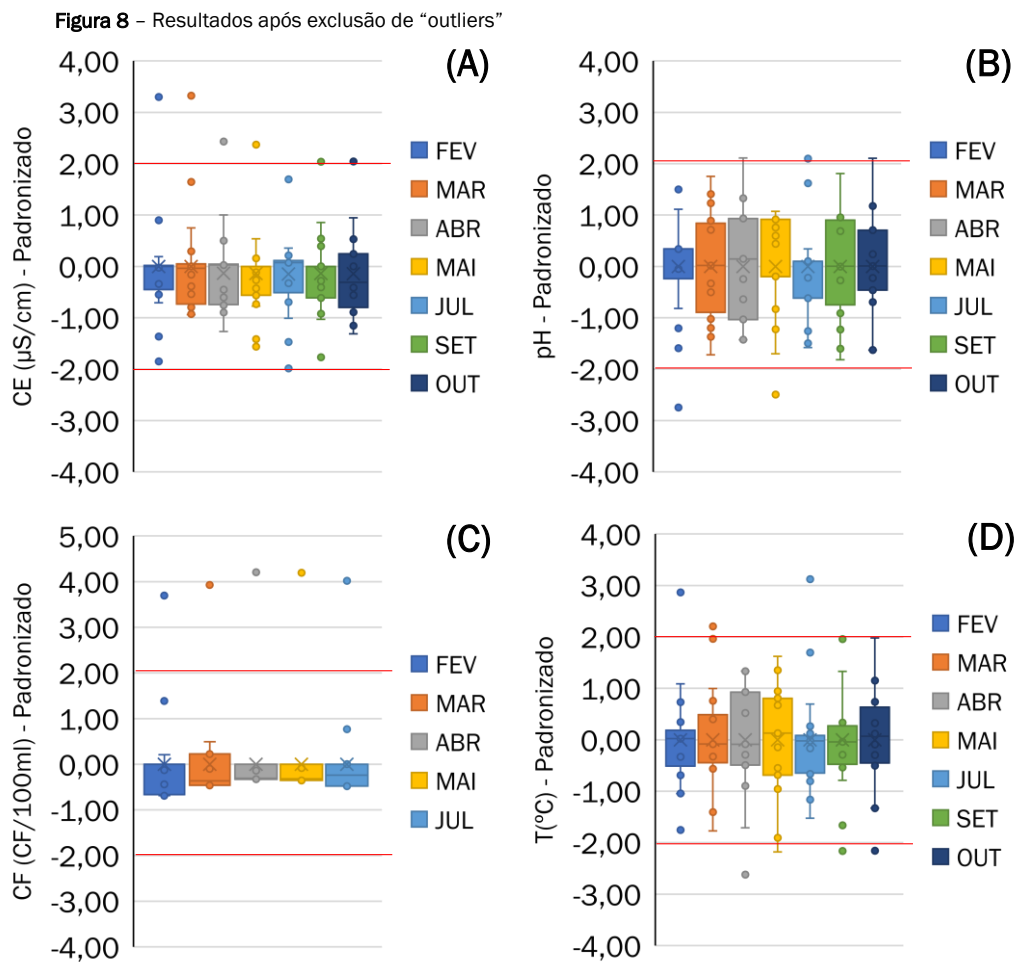 Figura 8 – Resultados após exclusão de “outliers”
(A)
CE (µS/cm) - Padronizado
4,00
3,00
2,00
1,00
0,00
-1,00
-2,00
-3,00
-4,00
FEV
MAR
ABR
MAI
JUL
SET
OUT
(B)
pH - Padronizado
4,00
3,00
2,00
1,00
0,00
-1,00
-2,00
-3,00
-4,00
FEV
MAR
ABR
MAI
JUL
SET
OUT
(C)
CF (CF/100ml) - Padronizado
5,00
4,00
3,00
2,00
1,00
0,00
-1,00
-2,00
-3,00
-4,00
FEV
MAR
ABR
MAI
JUL
(D)
T(ºC) - Padronizado
4,00
3,00
2,00
1,00
0,00
-1,00
-2,00
-3,00
-4,00
FEV
MAR
ABR
MAI
JUL
SET
OUT